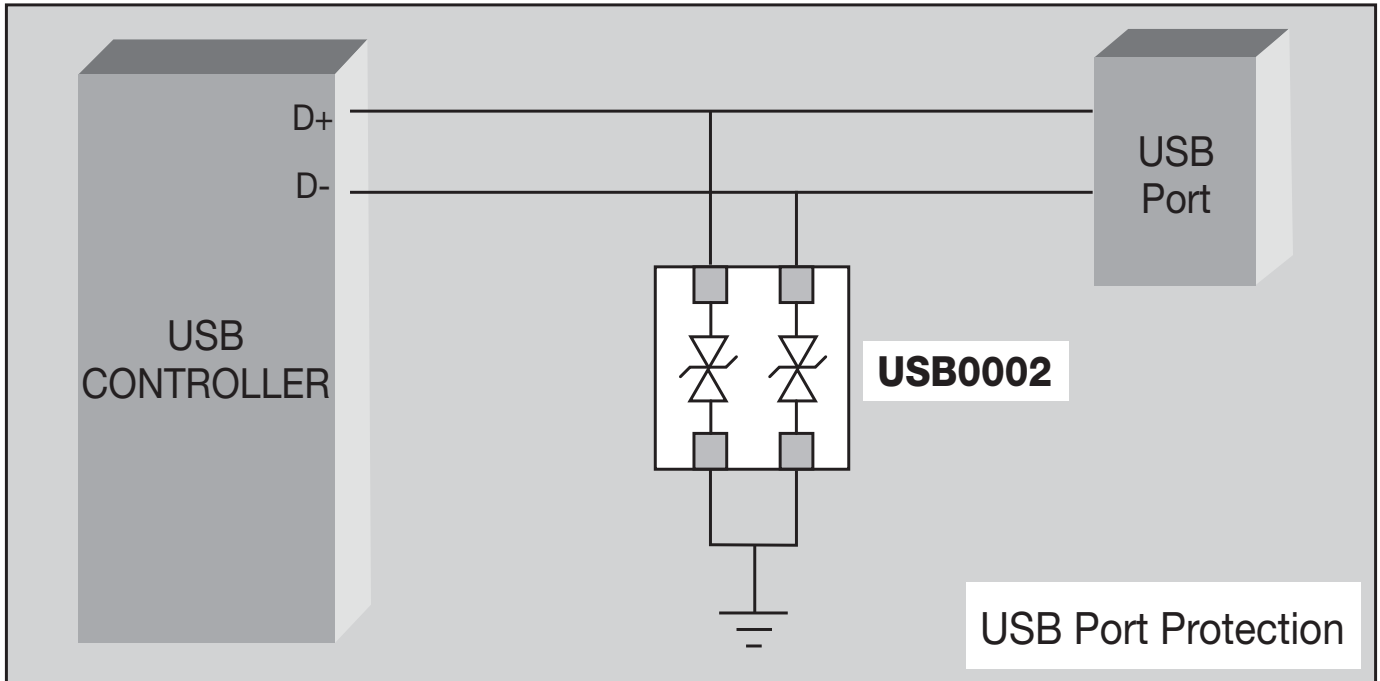 D+
D-
USB
Port
USB
CONTROLLER
USB0002
USB Port Protection